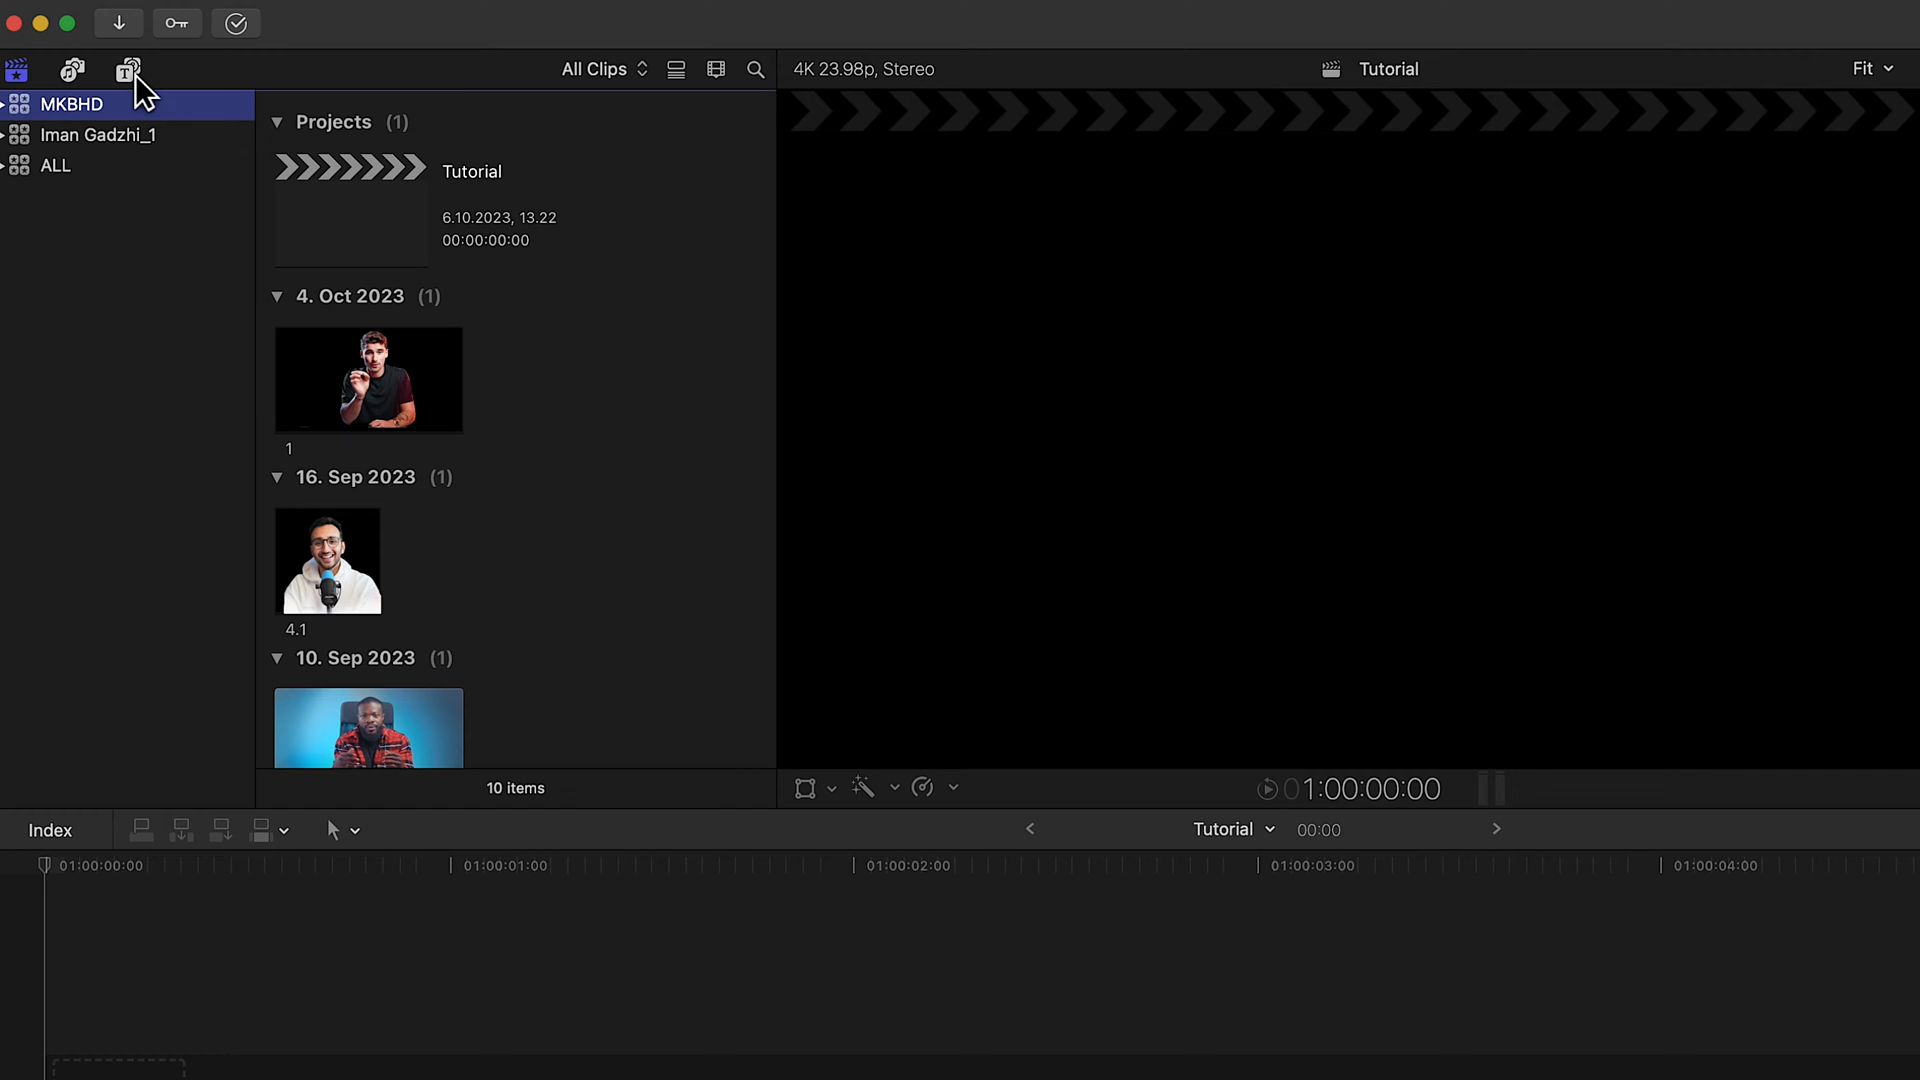 All Clips
4K 23.98p, Stereo
Tutorial
Fit
MKBHD
Iman Gadzhi_1
ALL
Projects (1)
Tutorial
6.10.2023, 13.22
00:00:00:00
4. Oct 2023 (1)
1
16. Sep 2023 (1)
4.1
10. Sep 2023 (1)
10 items
01:00:00:00
Index
Tutorial
00:00
01:00:00:00
01:00:01:00
01:00:02:00
01:00:03:00
01:00:04:00